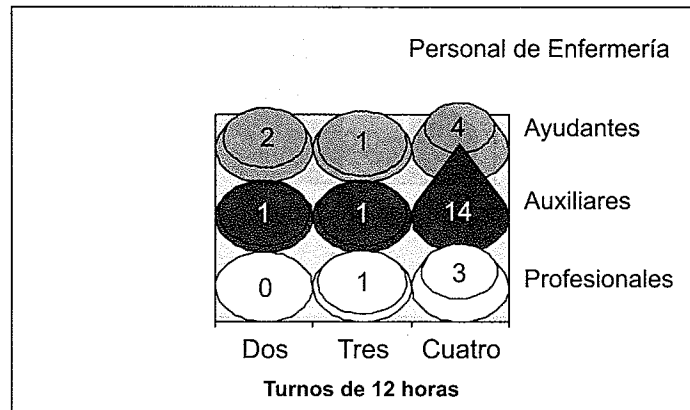 Personal de Enfermería
2 1 4 Ayudantes
1 1 14 Auxiliares
0 1 3 Profesionales
Dos Tres Cuatro
Turnos de 12 horas